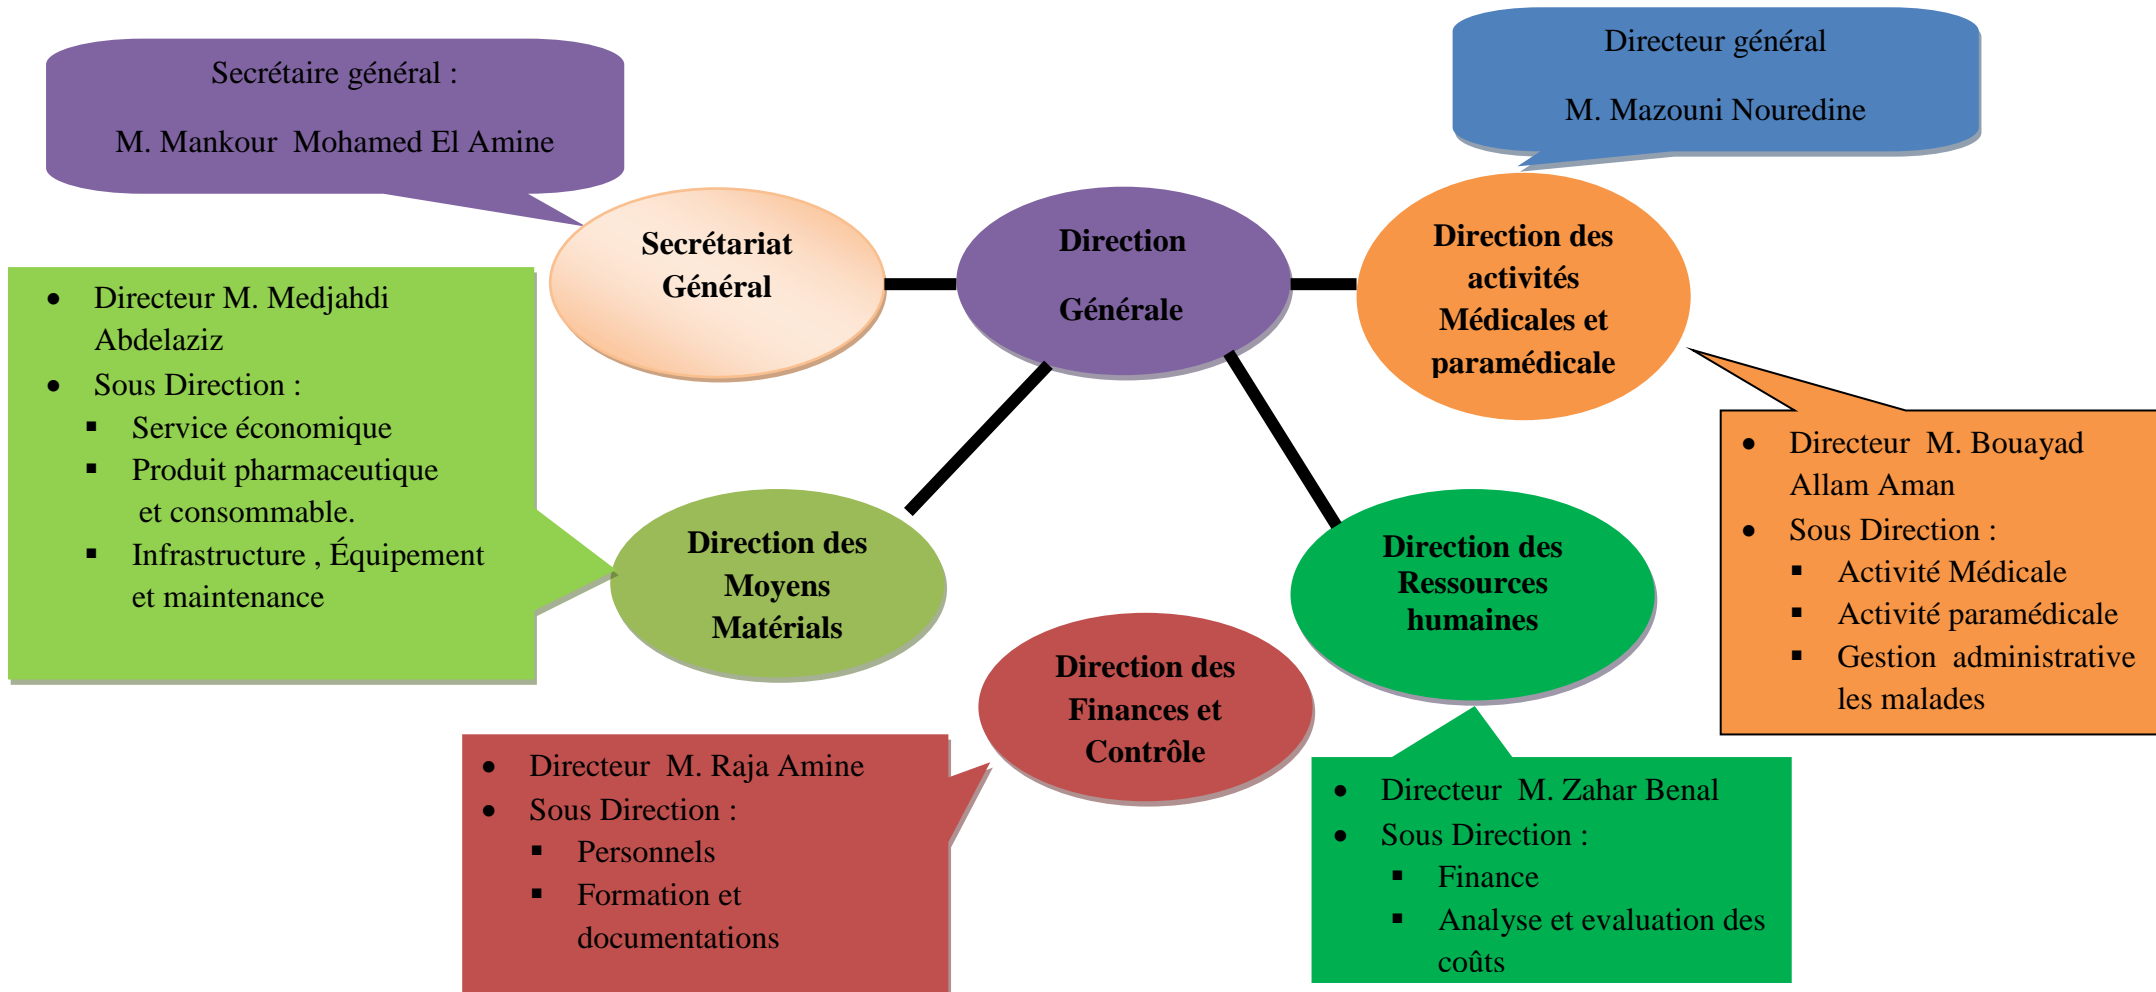 Secrétaire général :
M. Mankour Mohamed El Amine
Directeur général
M. Mazouni Nouredine
Secrétariat
Général
Direction
Générale
Direction des
activités
Médicales et
paramédicale
• Directeur M. Medjahdi
Abdelaziz
• Sous Direction :
▪ Service économique
▪ Produit pharmaceutique
et consommable.
▪ Infrastructure , Équipement
et maintenance
Direction des
Moyens
Matérials
Direction des
Ressources
humaines
• Directeur M. Bouayad
Allam Aman
• Sous Direction :
▪ Activité Médicale
▪ Activité paramédicale
▪ Gestion administrative
les malades
Direction des
Finances et
Contrôle
• Directeur M. Raja Amine
• Sous Direction :
▪ Personnels
▪ Formation et
documentations
• Directeur M. Zahar Benal
• Sous Direction :
▪ Finance
▪ Analyse et evaluation des
coûts